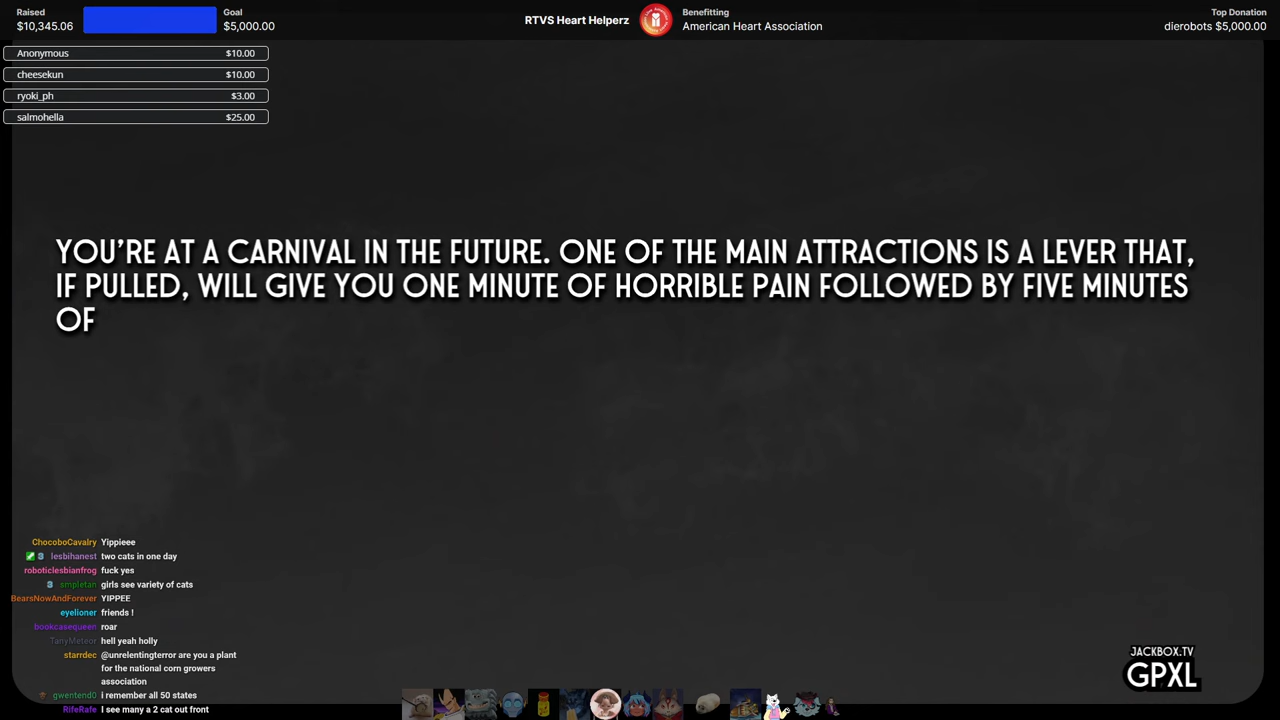 Raised
$10,345.06
Goal
$5,000.00
RTVS Heart Helperz
Benefitting
American Heart Association
Top Donation
dierobots $5,000.00
Anonymous $10.00
cheesekun $10.00
ryoki_ph $3.00
salmohella $25.00
YOU'RE AT A CARNIVAL IN THE FUTURE. ONE OF THE MAIN ATTRACTIONS IS A LEVER THAT,
IF PULLED, WILL GIVE YOU ONE MINUTE OF HORRIBLE PAIN FOLLOWED BY FIVE MINUTES
OF
ChocoboCavalry Yippieee
lesbihanest two cats in one day
roboticlesbianfrog fuck yes
smpletan girls see variety of cats
BearsNowAndForever YIPPEE
eyelioner friends !
bookcasequeen roar
TanyMeteor hell yeah holly
starrdec @unrelentingterror are you a plant
for the national corn growers
association
gwentend0 i remember all 50 states
RifeRafe I see many a 2 cat out front
JACKBOX.TV
GPXL